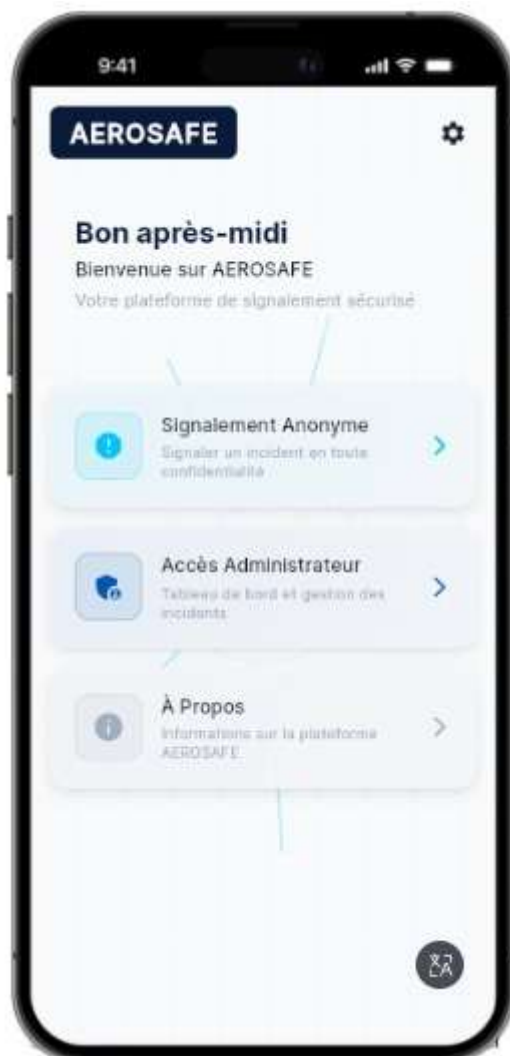 9:41
AEROSAFE
Bon après-midi
Bienvenue sur AEROSAFE
Votre plateforme de signalement sécurisé
Signalement Anonyme
Signaler un incident en toute
confidentialité
Accès Administrateur
Tableau de bord et gestion des
incidents
À Propos
Informations sur la plateforme
AEROSAFE